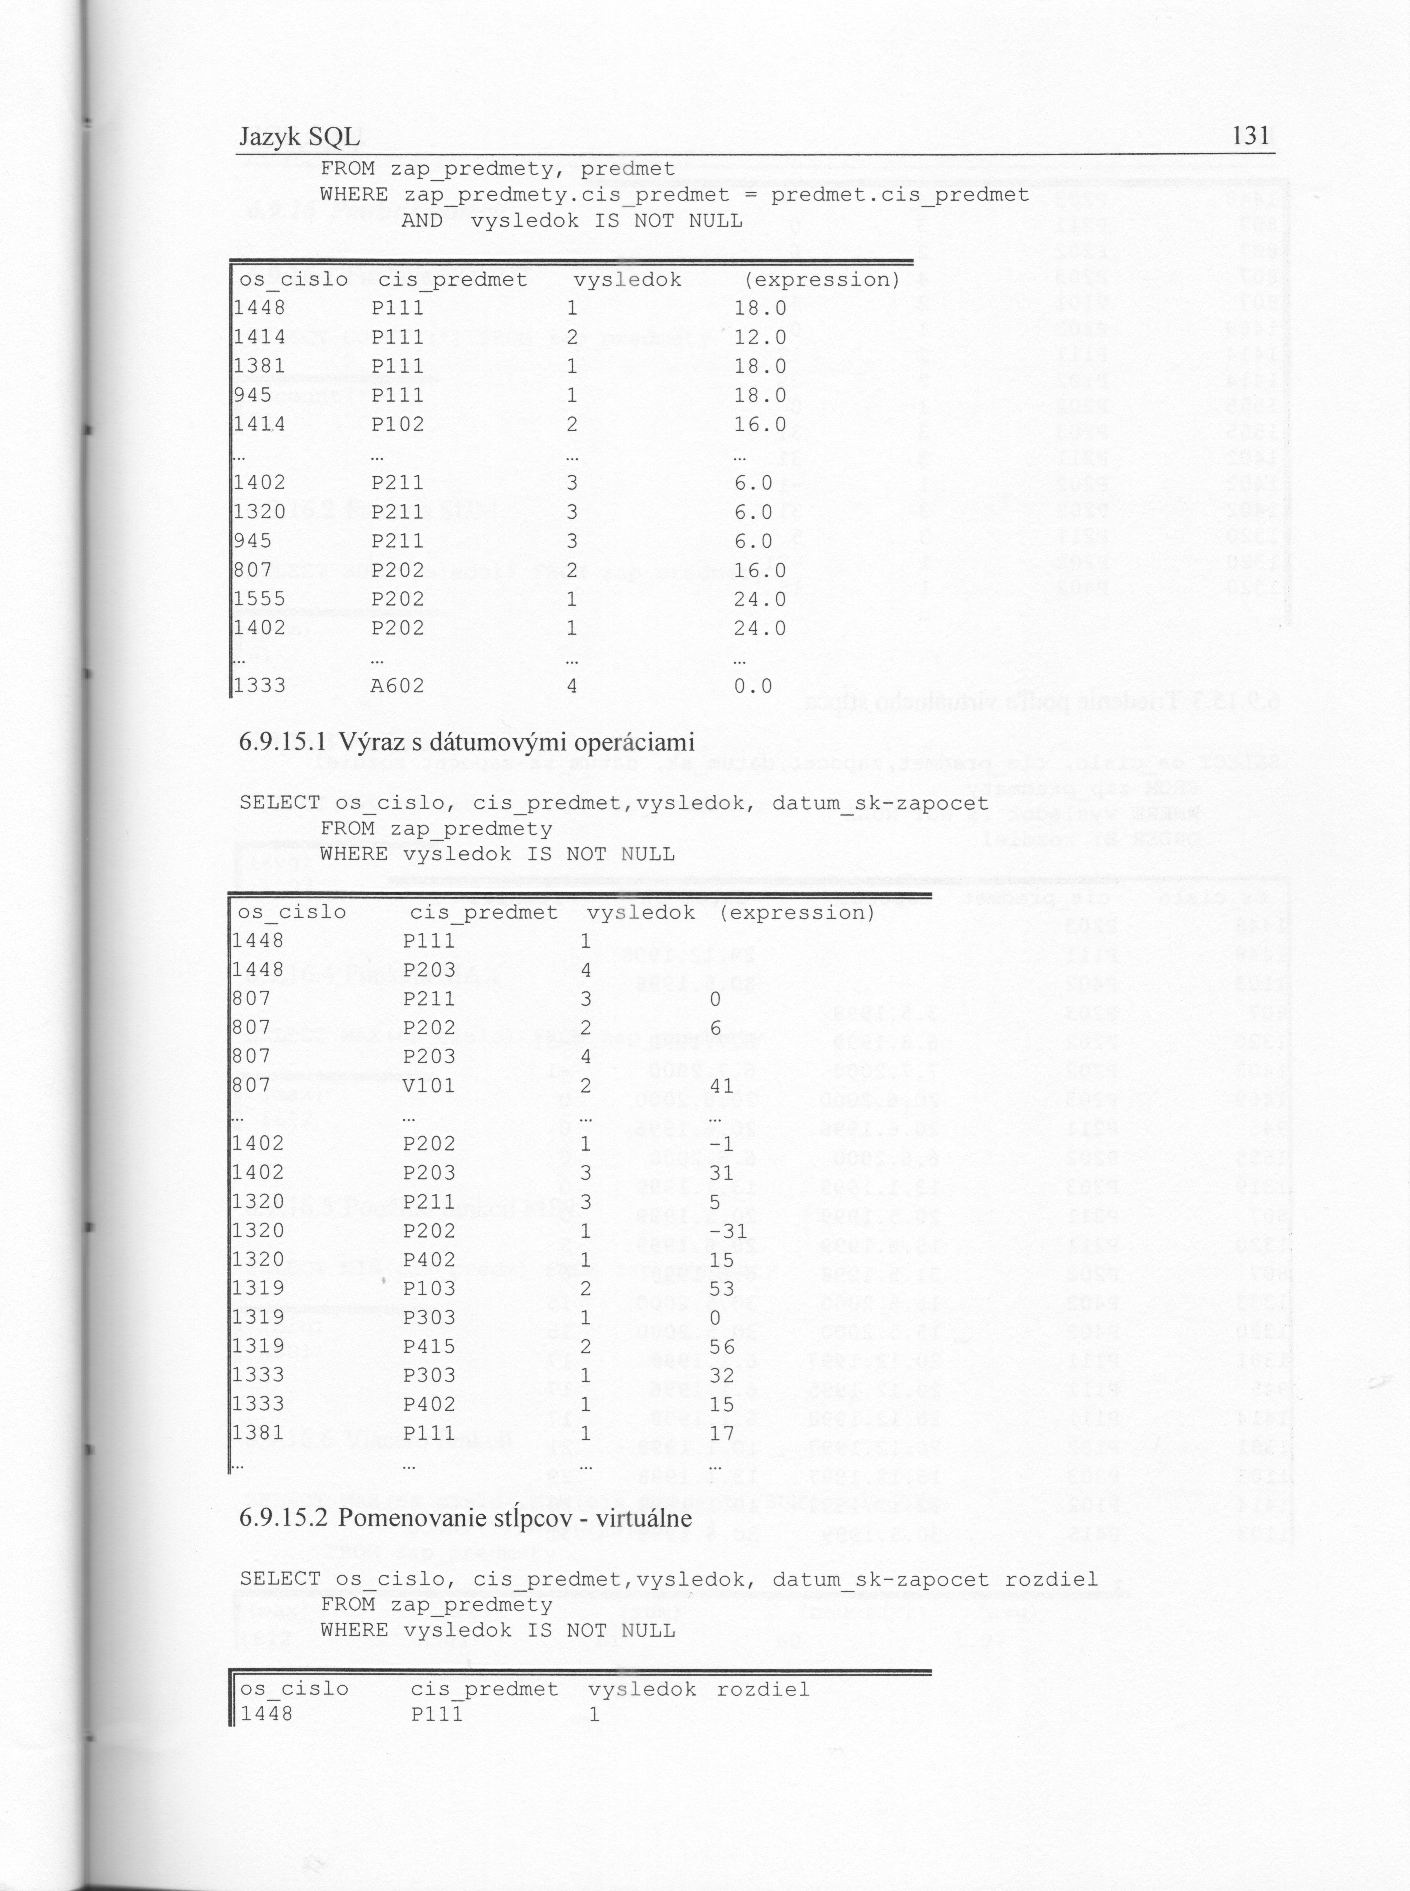 Jazyk SQL 131
FROM zap_predmety, predmet
WHERE zap_predmety.cis_predmet = predmet.cis_predmet
AND vysledok IS NOT NULL
os_cislo cis_predmet vysledok (expression)
1448 P111 1 18.0
1414 P111 2 12.0
1381 P111 1 18.0
945 P111 1 18.0
1414 P102 2 16.0
… … … …
1402 P211 3 6.0
1320 P211 3 6.0
945 P211 3 6.0
807 P202 2 16.0
1555 P202 1 24.0
1402 P202 1 24.0
… … … …
1333 A602 4 0.0
6.9.15.1 Výraz s dátumovými operáciami
SELECT os_cislo, cis_predmet,vysledok, datum_sk-zapocet
FROM zap_predmety
WHERE vysledok IS NOT NULL
os_cislo cis_predmet vysledok (expression)
1448 P111 1
1448 P203 4
807 P211 3 0
807 P202 2 6
807 P203 4
807 V101 2 41
… … … …
1402 P202 1 -1
1402 P203 3 31
1320 P211 3 5
1320 P202 1 -31
1320 P402 1 15
1319 P103 2 53
1319 P303 1 0
1319 P415 2 56
1333 P303 1 32
1333 P402 1 15
1381 P111 1 17
… … … …
6.9.15.2 Pomenovanie stĺpcov - virtuálne
SELECT os_cislo, cis_predmet,vysledok, datum_sk-zapocet rozdiel
FROM zap_predmety
WHERE vysledok IS NOT NULL
os_cislo cis_predmet vysledok rozdiel
1448 P111 1